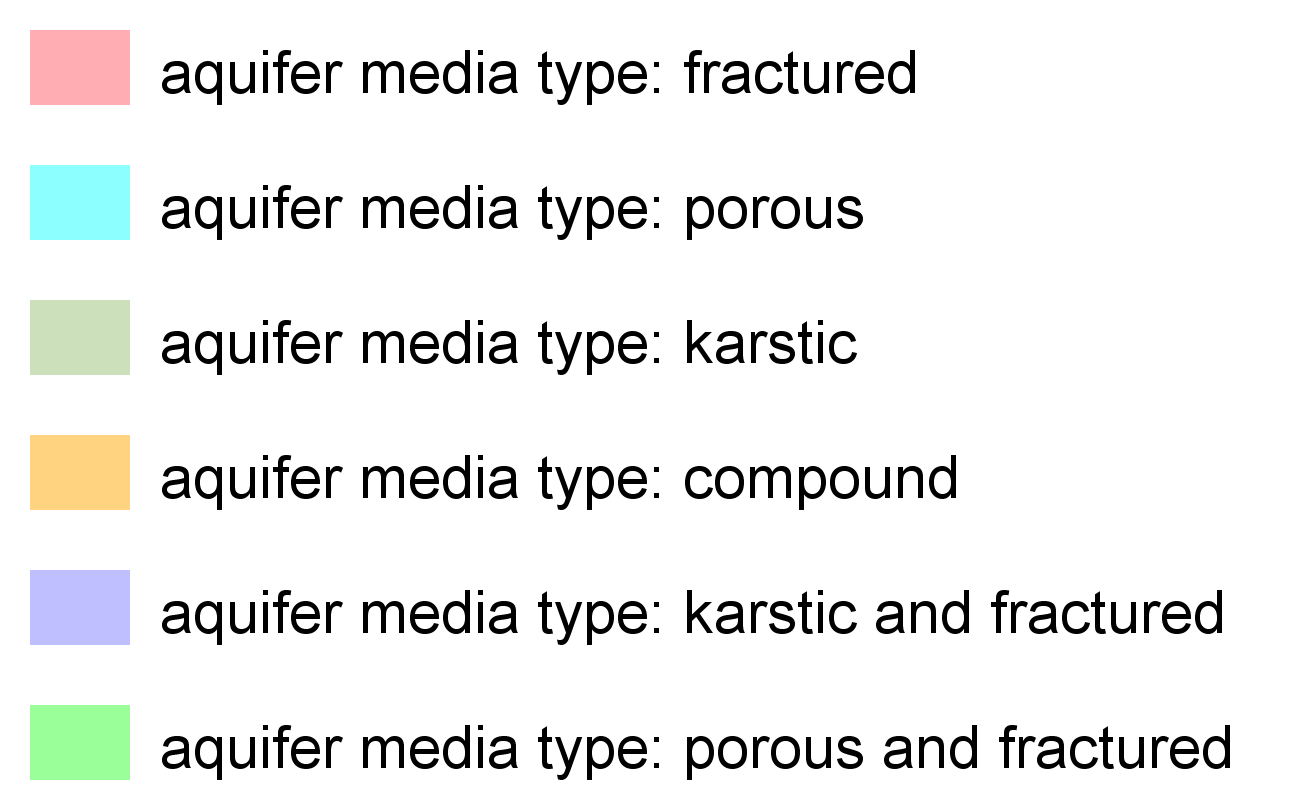 aquifer media type: fractured
aquifer media type: porous
aquifer media type: karstic
aquifer media type: compound
aquifer media type: karstic and fractured
aquifer media type: porous and fractured